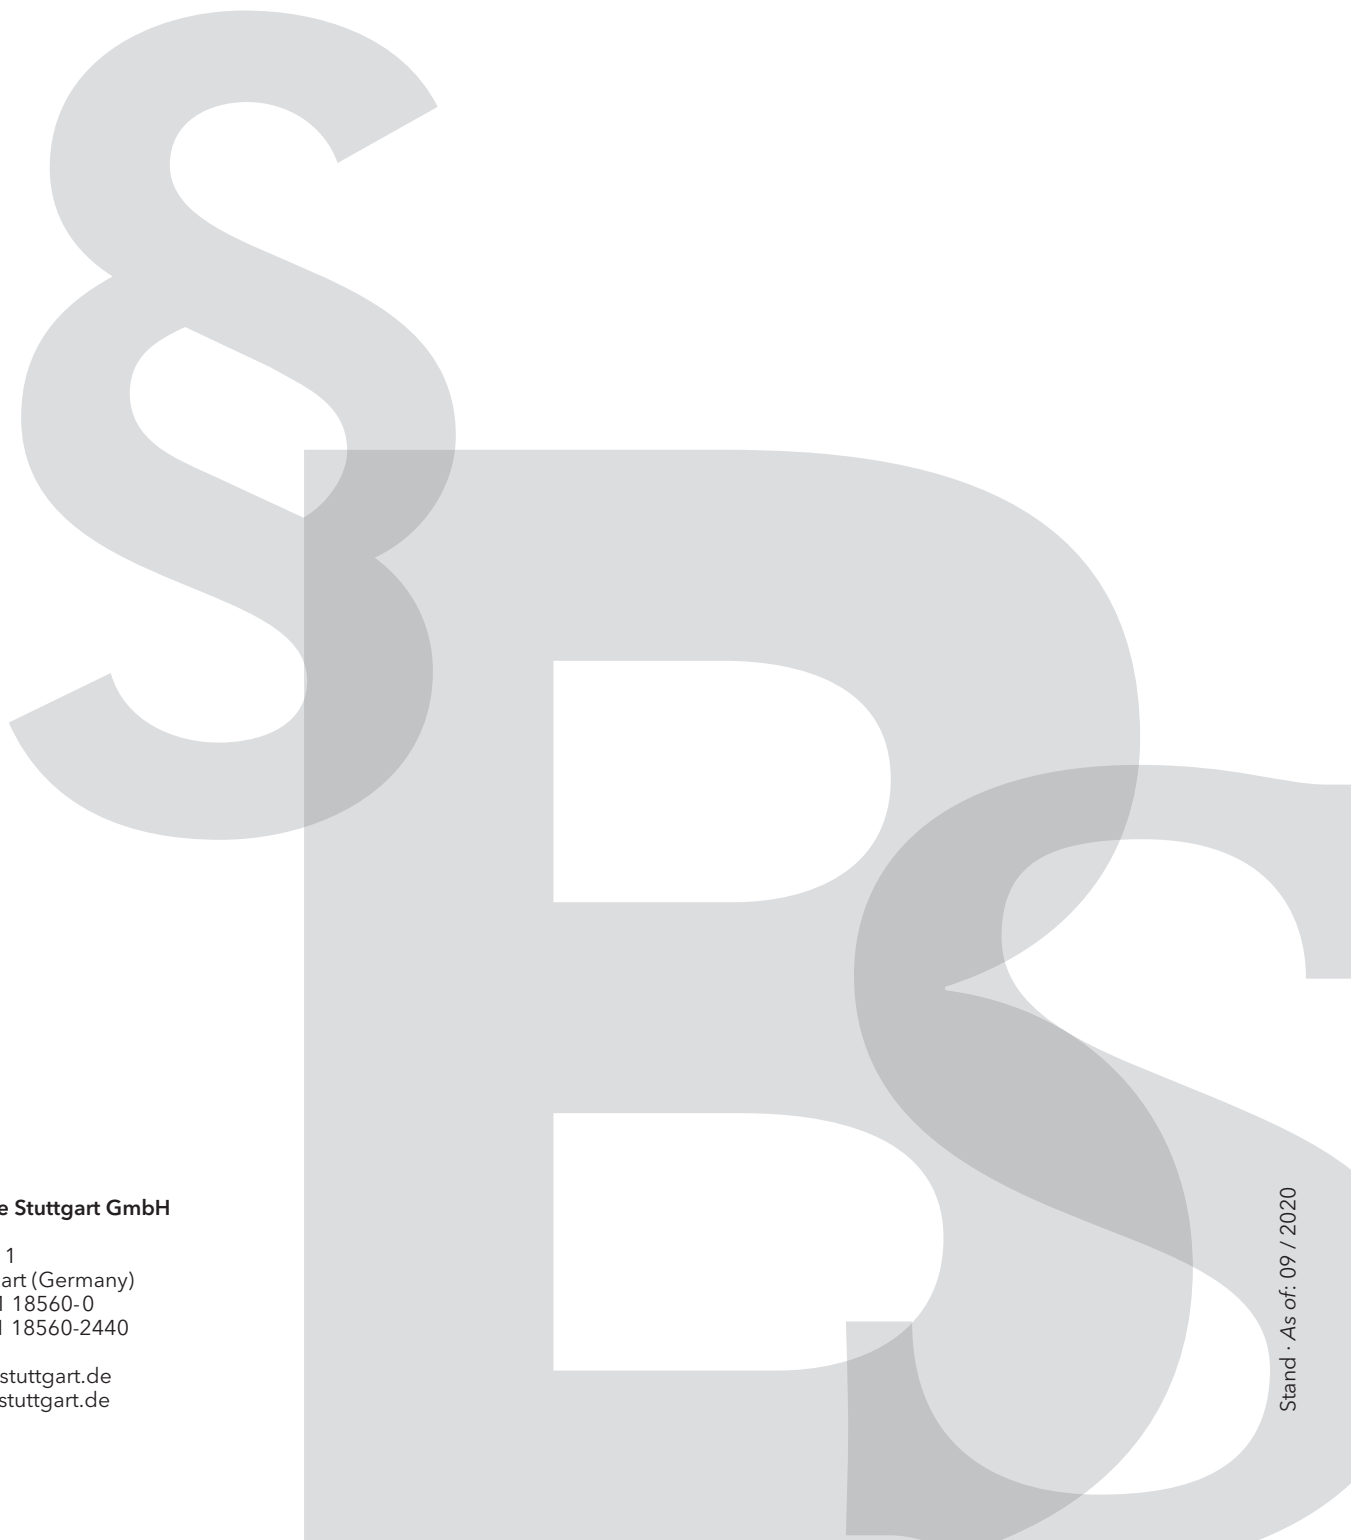 §
B
S
e Stuttgart GmbH
1
art (Germany)
1 18560-0
1 18560-2440
stuttgart.de
stuttgart.de
Stand · As of: 09 / 2020